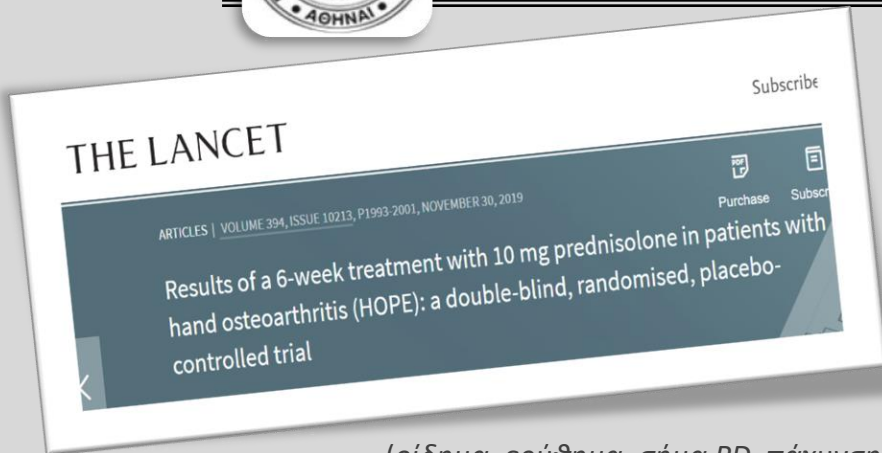 • ΑΘΗΝΑΙ •
Subscribe
THE LANCET
Purchase
ARTICLES | VOLUME 394, ISSUE 10213, P1993-2001, NOVEMBER 30, 2019
Results of a 6-week treatment with 10 mg prednisolone in patients with
hand osteoarthritis (HOPE): a double-blind, randomised, placebo-
controlled trial